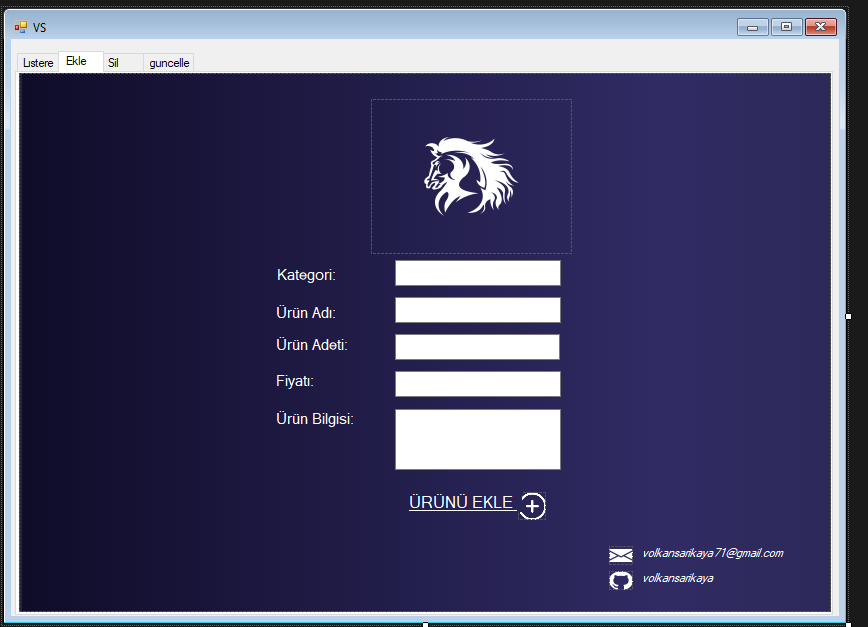 VS
Listere Ekle Sil guncelle
Kategori:
Ürün Adı:
Ürün Adeti:
Fiyatı:
Ürün Bilgisi:
ÜRÜNÜ EKLE
volkansarikaya71@gmail.com
volkansarikaya